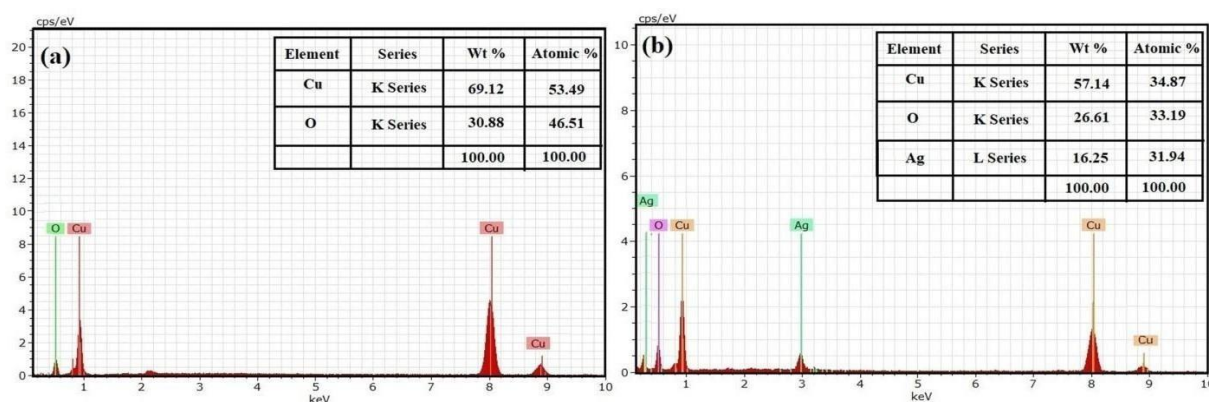 cps/eV
(a)
Element Series Wt % Atomic %
Cu K Series 69.12 53.49
O K Series 30.88 46.51
100.00 100.00
20
18
16
14
12
10
8
6
4
2
0
O Cu Cu Cu
1 2 3 4 5 6 7 8 9 10
keV
cps/eV
(b)
Element Series Wt % Atomic %
Cu K Series 57.14 34.87
O K Series 26.61 33.19
Ag L Series 16.25 31.94
100.00 100.00
10
8
6
4
2
0
Ag O Cu Ag Cu Cu
1 2 3 4 5 6 7 8 9 10
keV